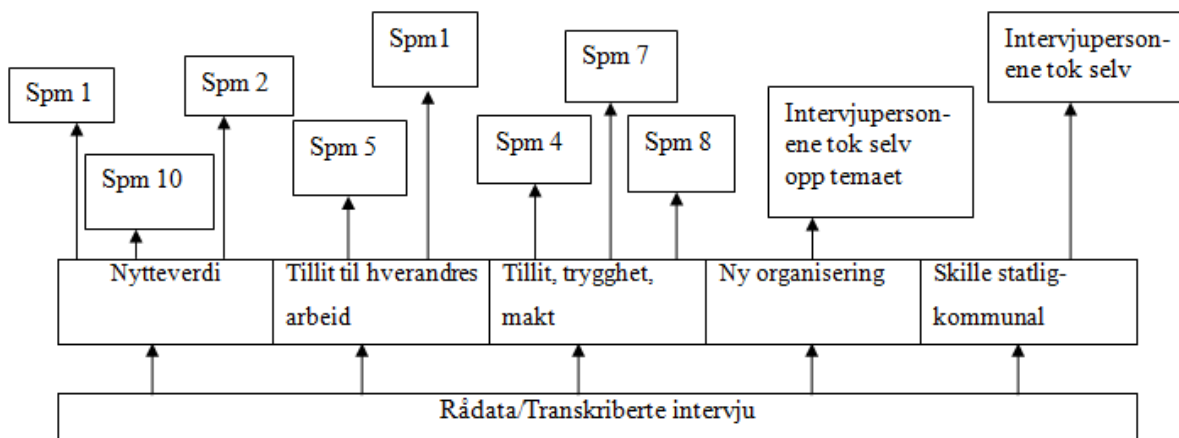 Spm 1
Spm 10
Spm 2
Spm 5
Spm1
Spm 4
Spm 7
Spm 8
Intervjuperson-
ene tok selv
opp temaet
Intervjuperson-
ene tok selv
Nytteverdi
Tillit til hverandres
arbeid
Tillit, trygghet,
makt
Ny organisering
Skille statlig-
kommunal
Rådata/Transkriberte intervju